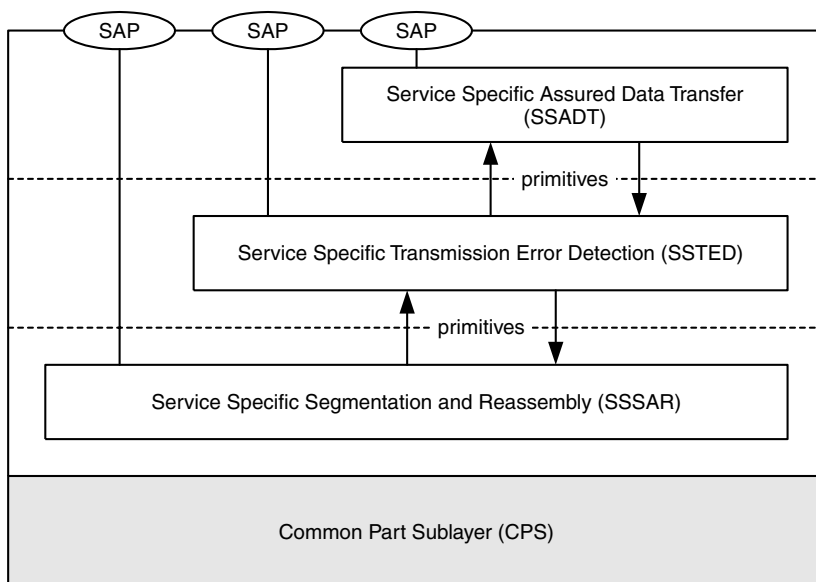 SAP
SAP
SAP
Service Specific Assured Data Transfer
(SSADT)
primitives
Service Specific Transmission Error Detection (SSTED)
primitives
Service Specific Segmentation and Reassembly (SSSAR)
Common Part Sublayer (CPS)